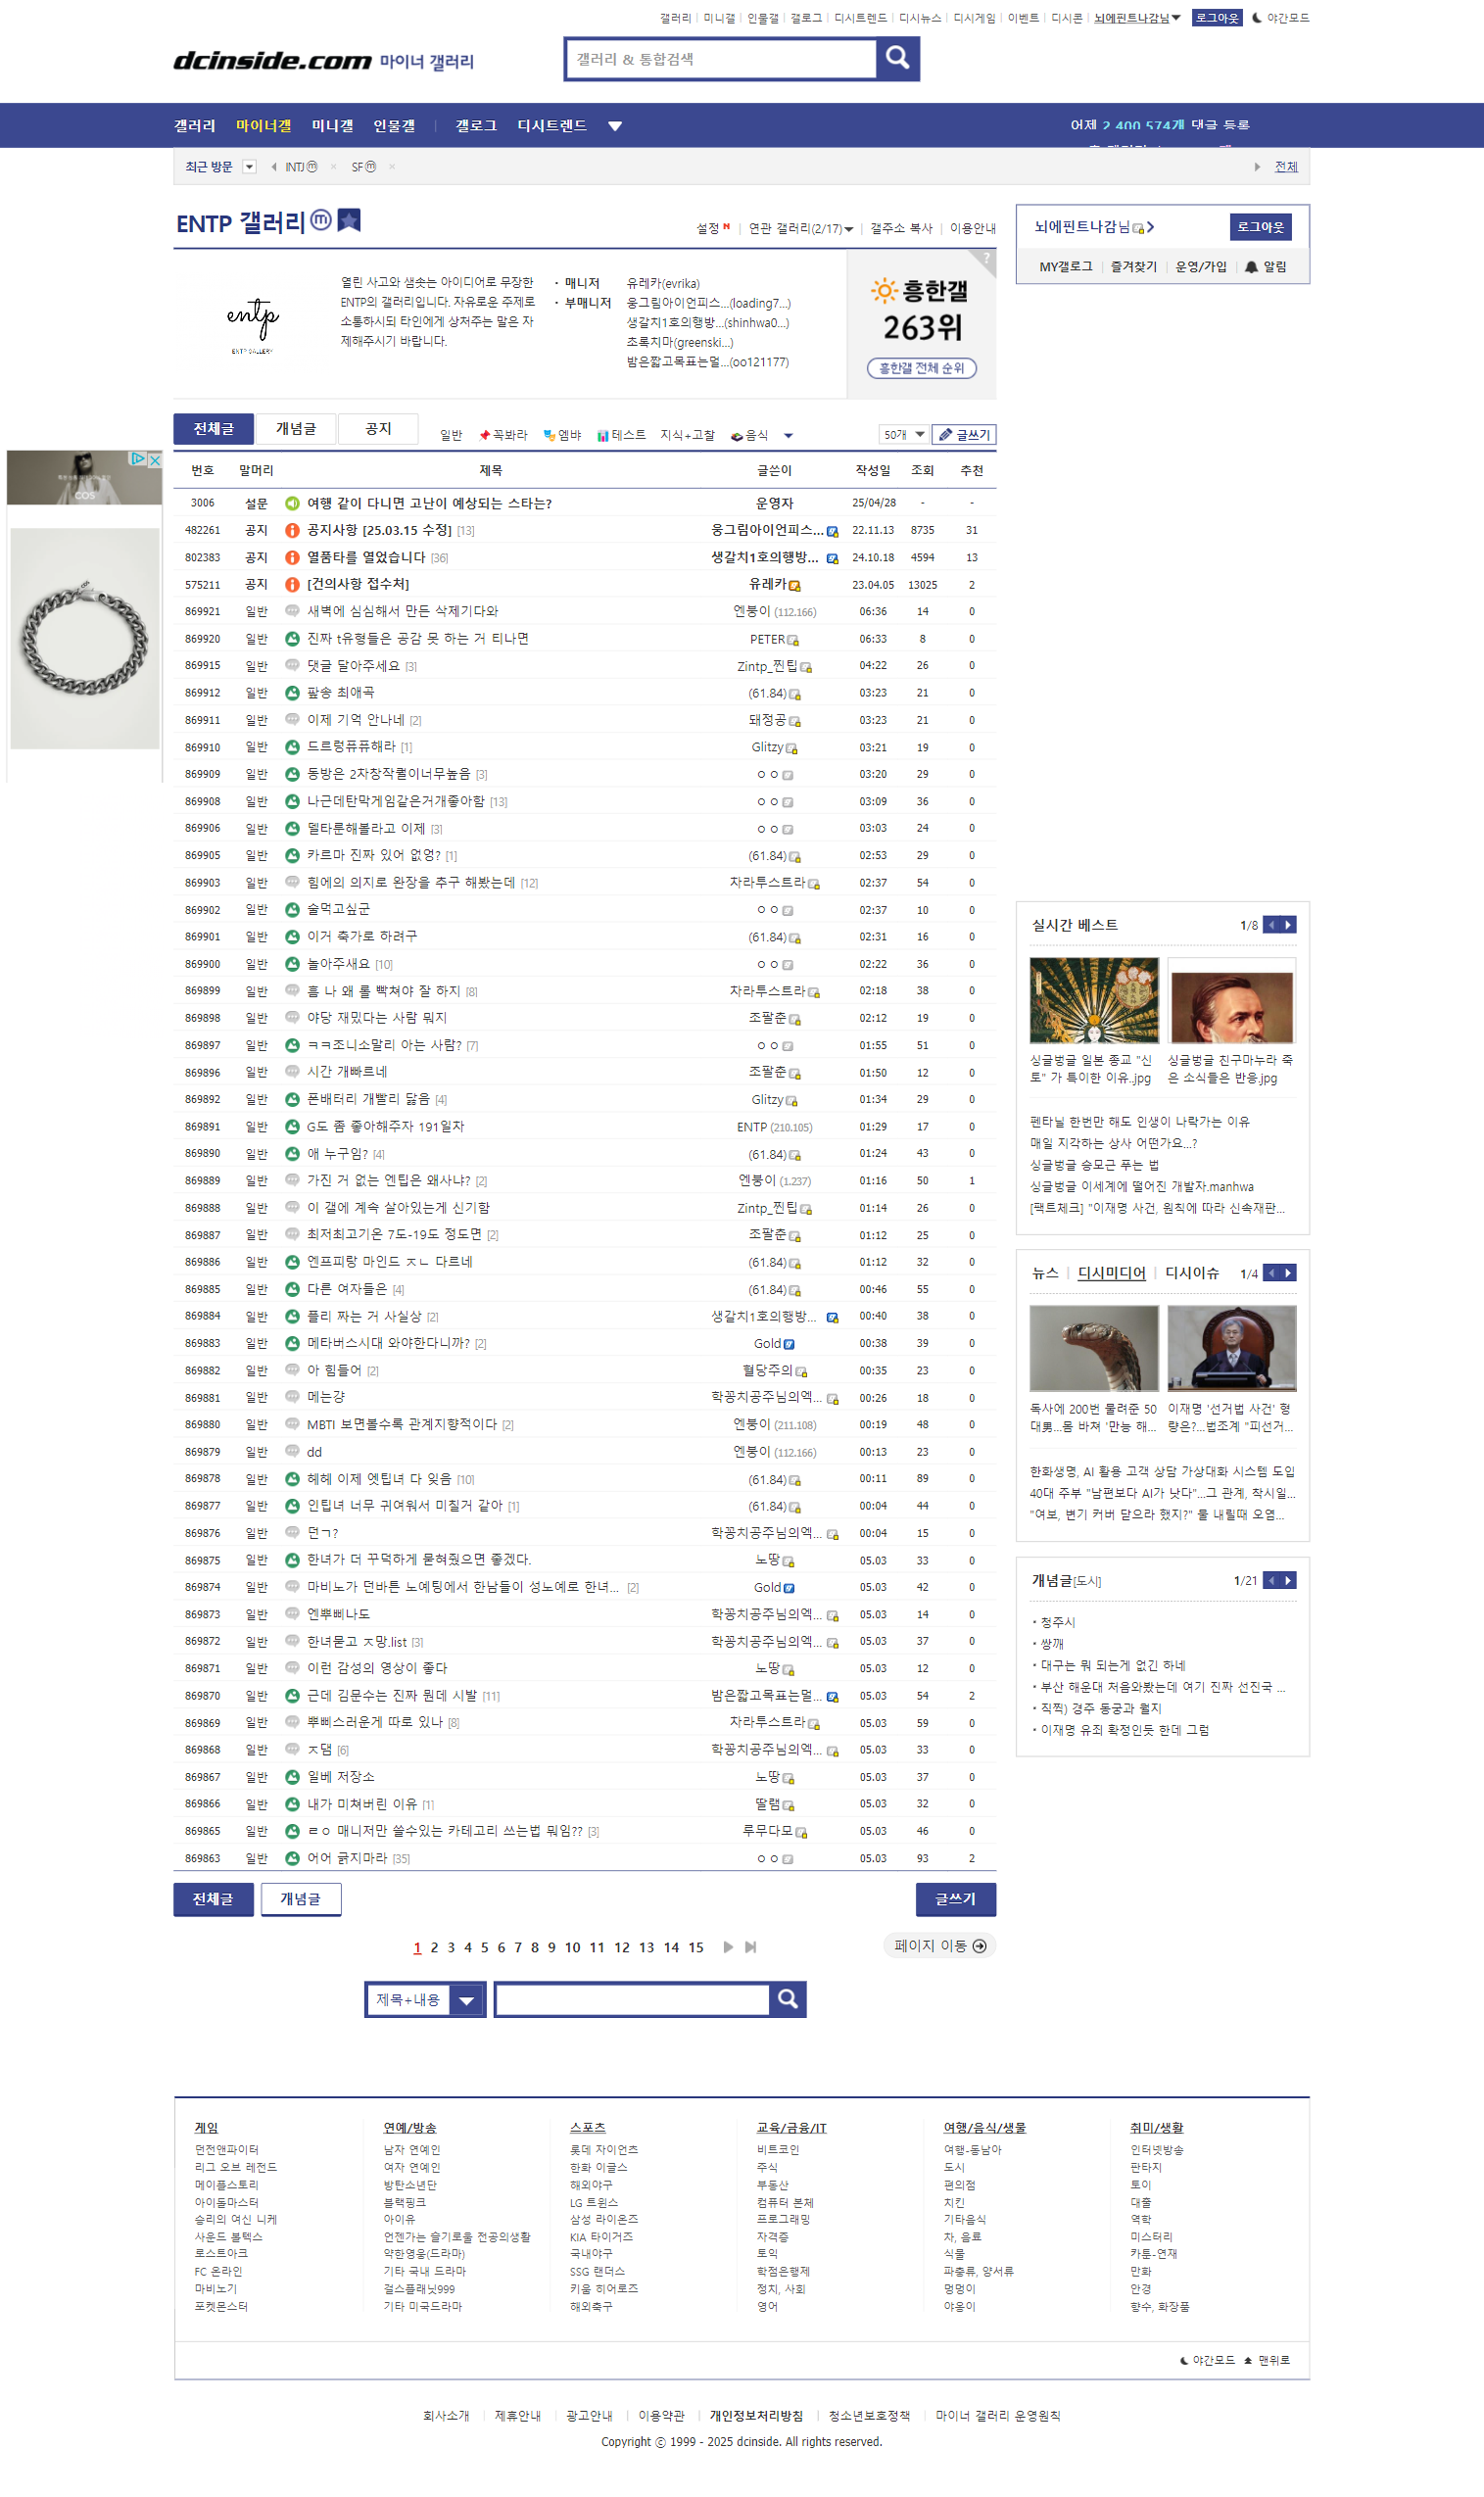 갤러리 마이너갤 인물갤 갤로그 디시트렌드 디시뉴스 디시게임 이벤트 디시콘 뇌에핀트나감님 로그아웃 야간모드
dcinside.com 마이너 갤러리
갤러리 & 통합검색
갤러리 마이너갤 미니갤 인물갤 갤로그 디시트렌드
어제 2,400,574개 댓글 등록
최근 방문 INTJⓜ × SFⓜ × 전체
ENTP 갤러리ⓜ
설정 N 연관 갤러리(2/17) 갤주소 복사 이용안내
열린 사고와 샘솟는 아이디어로 무장한
ENTP의 갤러리입니다. 자유로운 주제로
소통하시되 타인에게 상처주는 말은 자
제해주시기 바랍니다.
entp
ENTP GALLERY
· 매니저 유레카(evrika)
· 부매니저 웅그림아이언피스...(loading7...)
생갈치1호의행방...(shinhwa0...)
초록치마(greenski...)
밤은짧고목표는멀...(oo121177)
?
흥한갤
263위
흥한갤 전체 순위
뇌에핀트나감님
로그아웃
MY갤로그 즐겨찾기 운영/가입 알림
전체글 개념글 공지
일반 꼭봐라 엠뱌 테스트 지식+고찰 음식
50개 글쓰기
COS
번호 말머리 제목 글쓴이 작성일 조회 추천
3006 설문 여행 같이 다니면 고난이 예상되는 스타는? 운영자 25/04/28 - -
482261 공지 공지사항 [25.03.15 수정] [13] 웅그림아이언피스... 22.11.13 8735 31
802383 공지 열품타를 열었습니다 [36] 생갈치1호의행방... 24.10.18 4594 13
575211 공지 [건의사항 접수처] 유레카 23.04.05 13025 2
869921 일반 새벽에 심심해서 만든 삭제기다와 엔붕이 (112.166) 06:36 14 0
869920 일반 진짜 t유형들은 공감 못 하는 거 티나면 PETER 06:33 8 0
869915 일반 댓글 달아주세요 [3] Zintp_찐팁 04:22 26 0
869912 일반 팦송 최애곡 (61.84) 03:23 21 0
869911 일반 이제 기억 안나네 [2] 돼정공 03:23 21 0
869910 일반 드르렁퓨퓨해라 [1] Glitzy 03:21 19 0
869909 일반 동방은 2차창작퀄이너무높음 [3] ㅇㅇ 03:20 29 0
869908 일반 나근데탄막게임같은거개좋아함 [13] ㅇㅇ 03:09 36 0
869906 일반 델타룬해볼라고 이제 [3] ㅇㅇ 03:03 24 0
869905 일반 카르마 진짜 있어 없엉? [1] (61.84) 02:53 29 0
869903 일반 힘에의 의지로 완장을 추구 해봤는데 [12] 차라투스트라 02:37 54 0
869902 일반 술먹고싶군 ㅇㅇ 02:37 10 0
869901 일반 이거 축가로 하려구 (61.84) 02:31 16 0
869900 일반 놀아주새요 [10] ㅇㅇ 02:22 36 0
869899 일반 흠 나 왜 롤 빡쳐야 잘 하지 [8] 차라투스트라 02:18 38 0
869898 일반 야당 재밌다는 사람 뭐지 조팔춘 02:12 19 0
869897 일반 ㅋㅋ조니소말리 아는 사람? [7] ㅇㅇ 01:55 51 0
869896 일반 시간 개빠르네 조팔춘 01:50 12 0
869892 일반 폰배터리 개빨리 닳음 [4] Glitzy 01:34 29 0
869891 일반 G도 좀 좋아해주자 191일차 ENTP (210.105) 01:29 17 0
869890 일반 애 누구임? [4] (61.84) 01:24 43 0
869889 일반 가진 거 없는 엔팁은 왜사냐? [2] 엔붕이 (1.237) 01:16 50 1
869888 일반 이 갤에 계속 살아있는게 신기함 Zintp_찐팁 01:14 26 0
869887 일반 최저최고기온 7도-19도 정도면 [2] 조팔춘 01:12 25 0
869886 일반 엔프피랑 마인드 ㅈㄴ 다르네 (61.84) 01:12 32 0
869885 일반 다른 여자들은 [4] (61.84) 00:46 55 0
869884 일반 플리 짜는 거 사실상 [2] 생갈치1호의행방... 00:40 38 0
869883 일반 메타버스시대 와야한다니까? [2] Gold 00:38 39 0
869882 일반 아 힘들어 [2] 혈당주의 00:35 23 0
869881 일반 메는걍 학꽁치공주님의엑... 00:26 18 0
869880 일반 MBTI 보면볼수록 관계지향적이다 [2] 엔붕이 (211.108) 00:19 48 0
869879 일반 dd 엔붕이 (112.166) 00:13 23 0
869878 일반 헤헤 이제 엣팁녀 다 잊음 [10] (61.84) 00:11 89 0
869877 일반 인팁녀 너무 귀여워서 미칠거 같아 [1] (61.84) 00:04 44 0
869876 일반 던ㄱ? 학꽁치공주님의엑... 00:04 15 0
869875 일반 한녀가 더 꾸덕하게 묻혀줬으면 좋겠다. 노땅 05.03 33 0
869874 일반 마비노가 던바튼 노예팅에서 한남들이 성노예로 한녀... [2] Gold 05.03 42 0
869873 일반 엔뿌삐나도 학꽁치공주님의엑... 05.03 14 0
869872 일반 한녀묻고 ㅈ망.list [3] 학꽁치공주님의엑... 05.03 37 0
869871 일반 이런 감성의 영상이 좋다 노땅 05.03 12 0
869870 일반 근데 김문수는 진짜 뭔데 시발 [11] 밤은짧고목표는멀... 05.03 54 2
869869 일반 뿌삐스러운게 따로 있나 [8] 차라투스트라 05.03 59 0
869868 일반 ㅈ댐 [6] 학꽁치공주님의엑... 05.03 33 0
869867 일반 일베 저장소 노땅 05.03 37 0
869866 일반 내가 미쳐버린 이유 [1] 딸램 05.03 32 0
869865 일반 ㄹㅇ 매니저만 쓸수있는 카테고리 쓰는법 뭐임?? [3] 루무다모 05.03 46 0
869863 일반 어어 긁지마라 [35] ㅇㅇ 05.03 93 2
실시간 베스트 1/8
싱글벙글 일본 종교 "신
토" 가 특이한 이유..jpg
싱글벙글 친구마누라 죽
은 소식들은 반응.jpg
펜타닐 한번만 해도 인생이 나락가는 이유
매일 지각하는 상사 어떤가요...?
싱글벙글 승모근 푸는 법
싱글벙글 이세계에 떨어진 개발자.manhwa
[팩트체크] "이재명 사건, 원칙에 따라 신속재판...
뉴스 디시미디어 디시이슈 1/4
독사에 200번 물려준 50
대男...몸 바쳐 '만능 해...
이재명 '선거법 사건' 형
량은?...법조계 "피선거...
한화생명, AI 활용 고객 상담 가상대화 시스템 도입
40대 주부 "남편보다 AI가 낫다"...그 관계, 착시일...
"여보, 변기 커버 닫으라 했지?" 물 내릴때 오염...
개념글[도시] 1/21
· 청주시
· 쌍깨
· 대구는 뭐 되는게 없긴 하네
· 부산 해운대 처음와봤는데 여기 진짜 선진국 ...
· 직찍) 경주 동궁과 월지
· 이재명 유죄 확정인듯 한데 그럼
전체글 개념글 글쓰기
1 2 3 4 5 6 7 8 9 10 11 12 13 14 15
페이지 이동
제목+내용
게임
던전앤파이터
리그 오브 레전드
메이플스토리
아이돌마스터
승리의 여신 니케
사운드 볼텍스
로스트아크
FC 온라인
마비노기
포켓몬스터
연예/방송
남자 연예인
여자 연예인
방탄소년단
블랙핑크
아이유
언젠가는 슬기로울 전공의생활
약한영웅(드라마)
기타 국내 드라마
걸스플래닛999
기타 미국드라마
스포츠
롯데 자이언츠
한화 이글스
해외야구
LG 트윈스
삼성 라이온즈
KIA 타이거즈
국내야구
SSG 랜더스
키움 히어로즈
해외축구
교육/금융/IT
비트코인
주식
부동산
컴퓨터 본체
프로그래밍
자격증
토익
학점은행제
정치, 사회
영어
여행/음식/생물
여행-동남아
도시
편의점
치킨
기타음식
차, 음료
식물
파충류, 양서류
멍멍이
야옹이
취미/생활
인터넷방송
판타지
토이
대출
역학
미스터리
카툰-연재
만화
안경
향수, 화장품
야간모드 맨위로
회사소개 제휴안내 광고안내 이용약관 개인정보처리방침 청소년보호정책 마이너 갤러리 운영원칙
Copyright ⓒ 1999 - 2025 dcinside. All rights reserved.